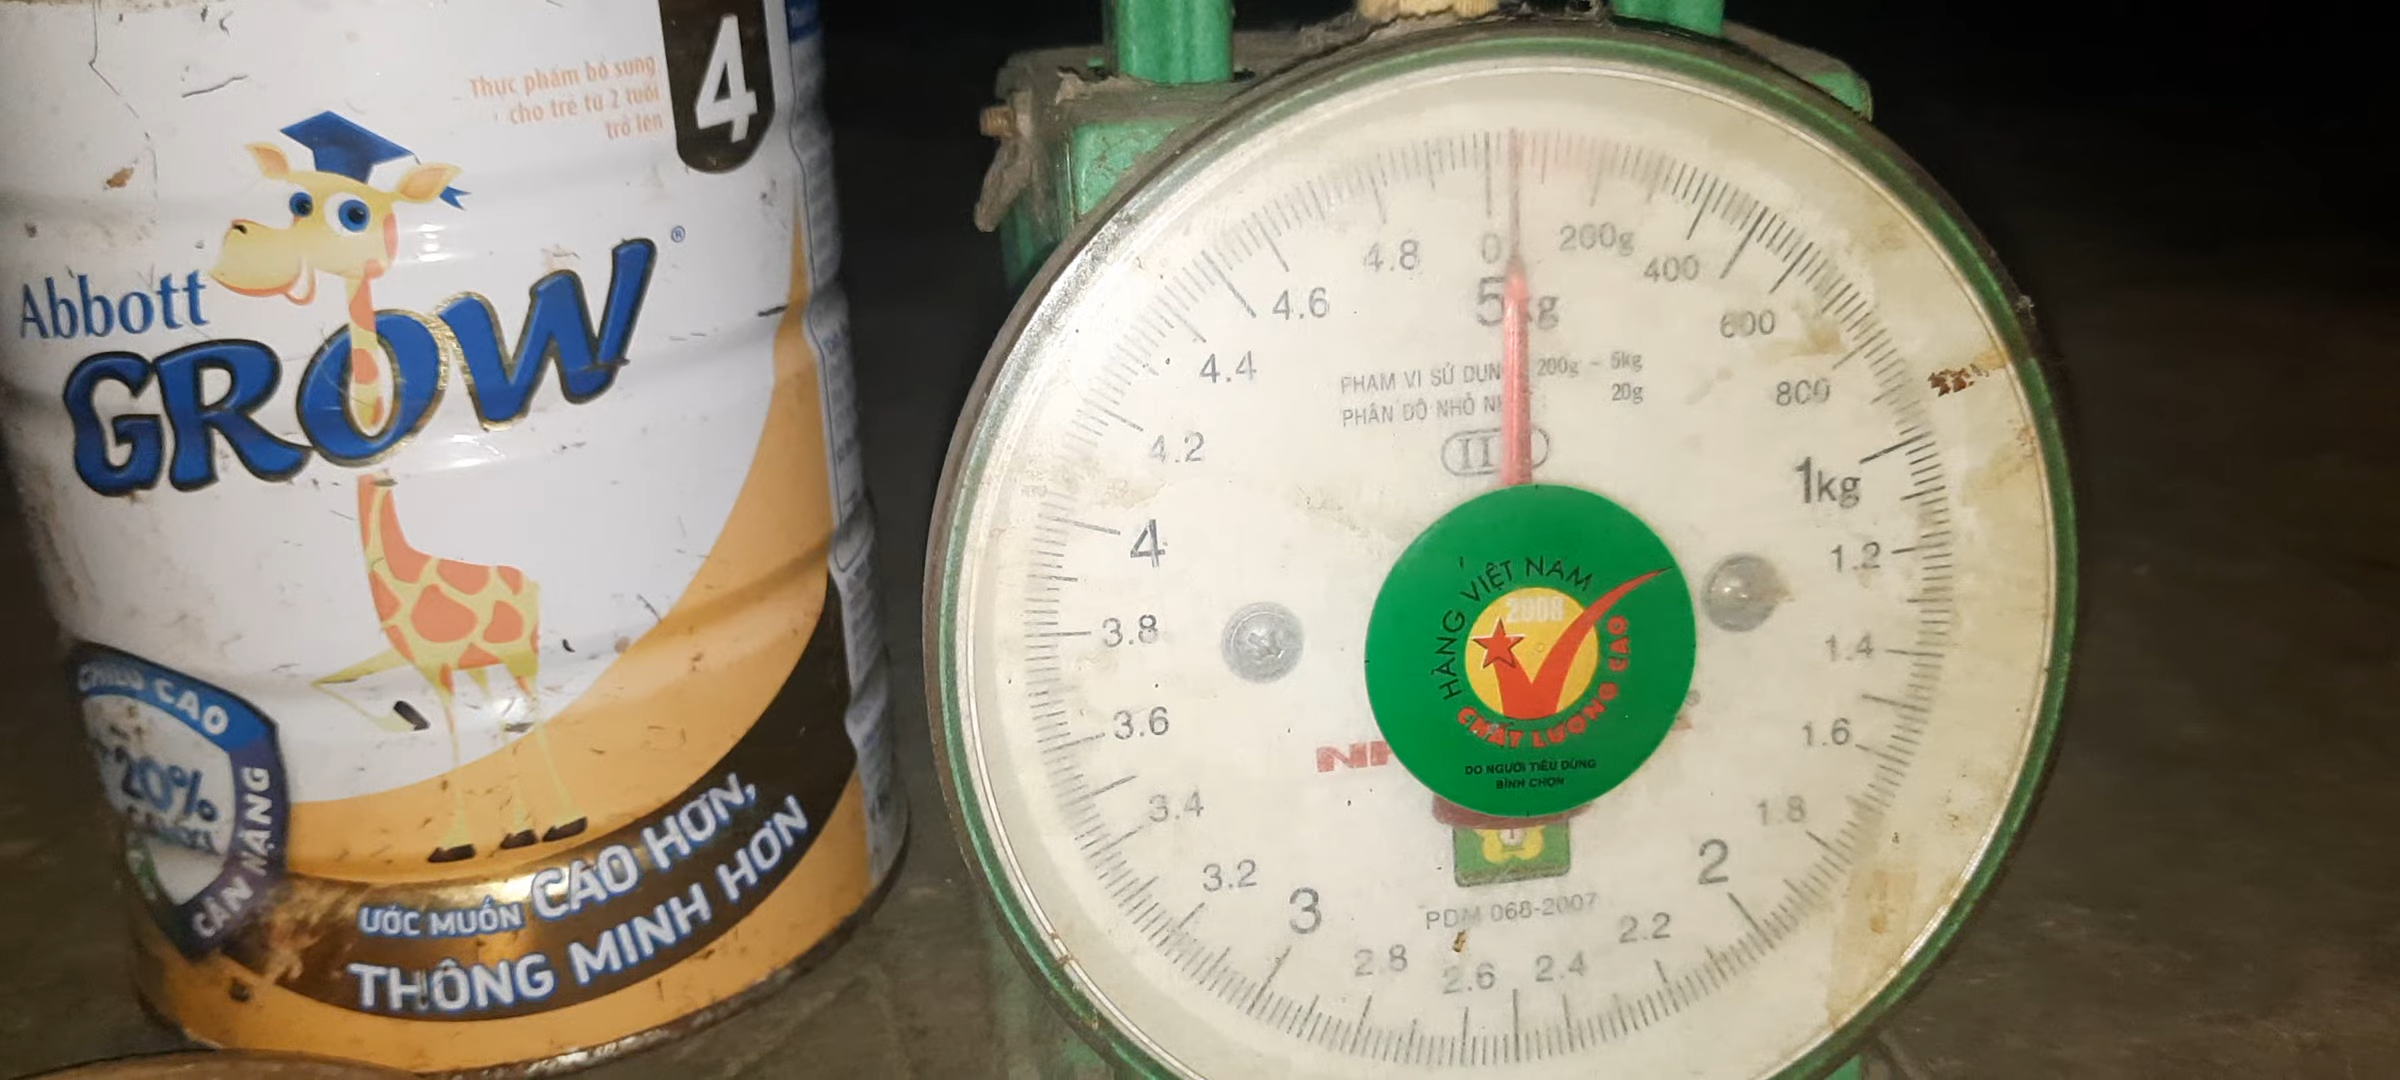 4
Thực phẩm bổ sung
cho trẻ từ 2 tuổi
trở lên
Abbott
GROW®
CHIỀU CAO
20%
CÂN NẶNG
ƯỚC MUỐN CAO HƠN,
THÔNG MINH HƠN
0
200g
400
600
800
1kg
1.2
1.4
1.6
1.8
2
2.2
2.4
2.6
2.8
3
3.2
3.4
3.6
3.8
4
4.2
4.4
4.6
4.8
5kg
PHẠM VI SỬ DỤN 200g - 5kg
PHÂN ĐỘ NHỎ NH 20g
II
HÀNG VIỆT NAM
2008
CHẤT LƯỢNG CAO
DO NGƯỜI TIÊU DÙNG
BÌNH CHỌN
NH
PDM 068-2007